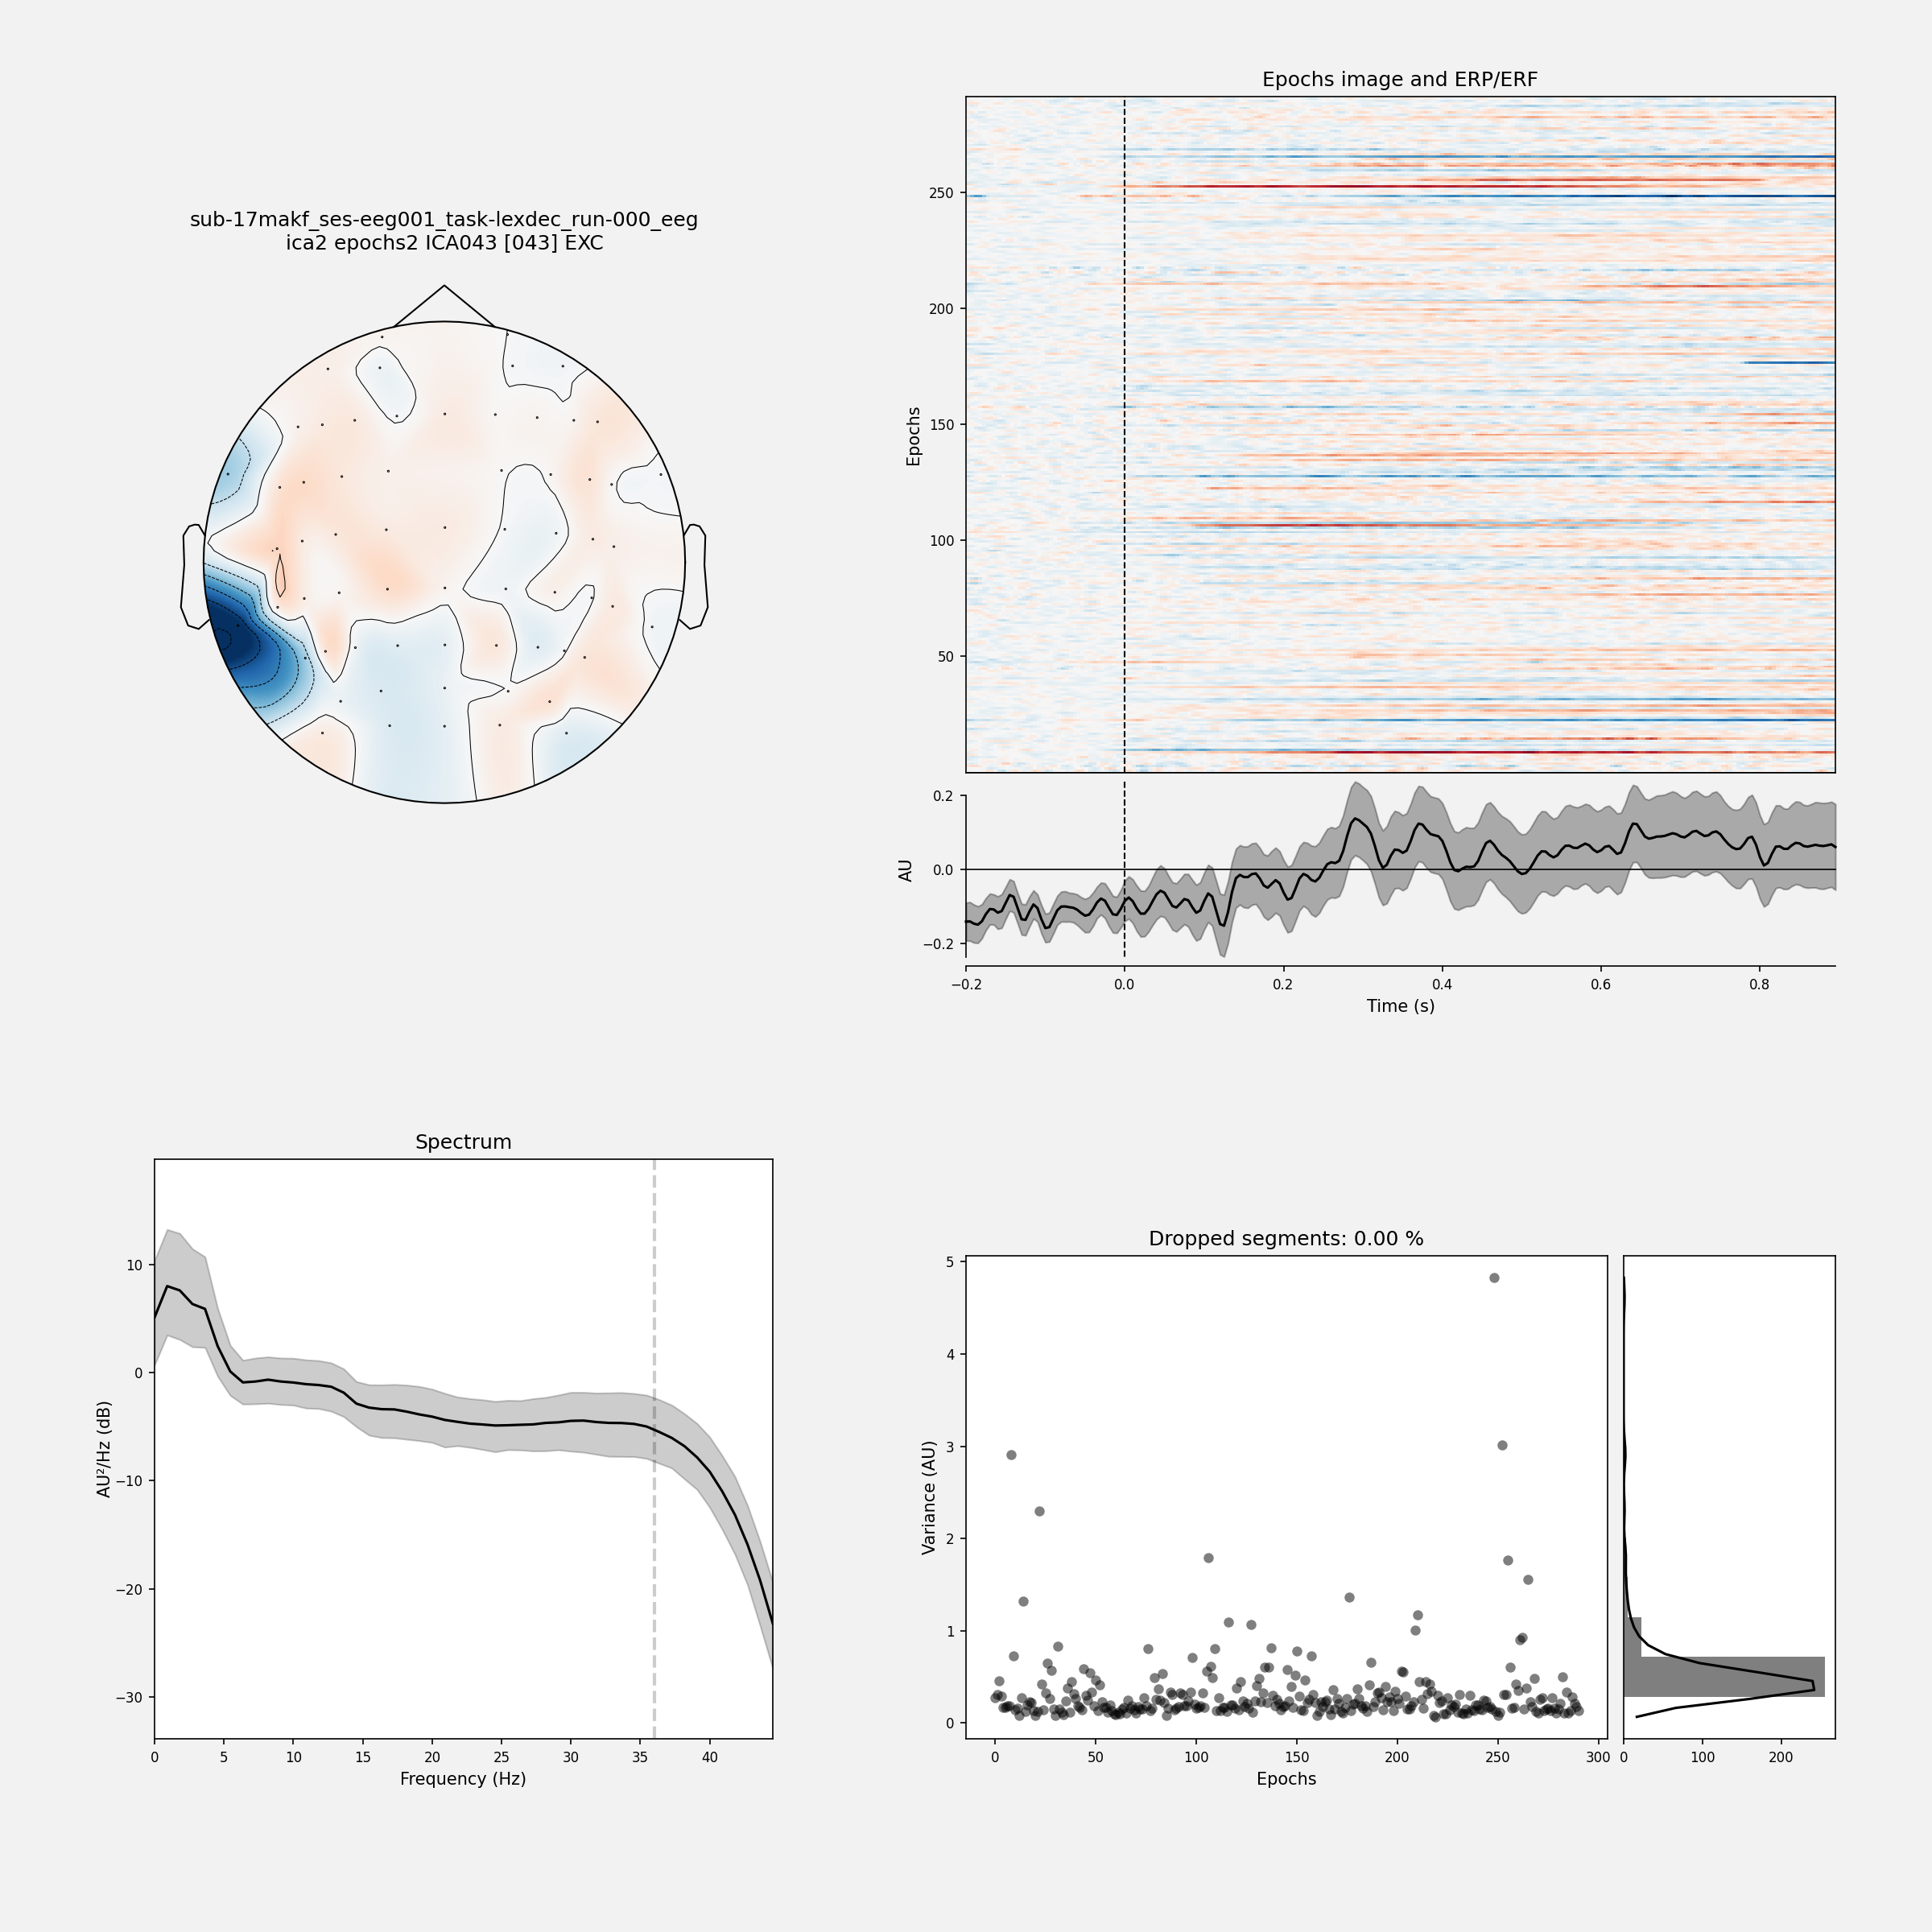 sub-17makf_ses-eeg001_task-lexdec_run-000_eeg
ica2 epochs2 ICA043 [043] EXC
Epochs image and ERP/ERF
250
200
150
100
50
Epochs
0.2
0.0
−0.2
AU
−0.2 0.0 0.2 0.4 0.6 0.8
Time (s)
Spectrum
10
0
−10
−20
−30
AU²/Hz (dB)
0 5 10 15 20 25 30 35 40
Frequency (Hz)
Dropped segments: 0.00 %
5
4
3
2
1
0
Variance (AU)
0 50 100 150 200 250 300
Epochs
0 100 200